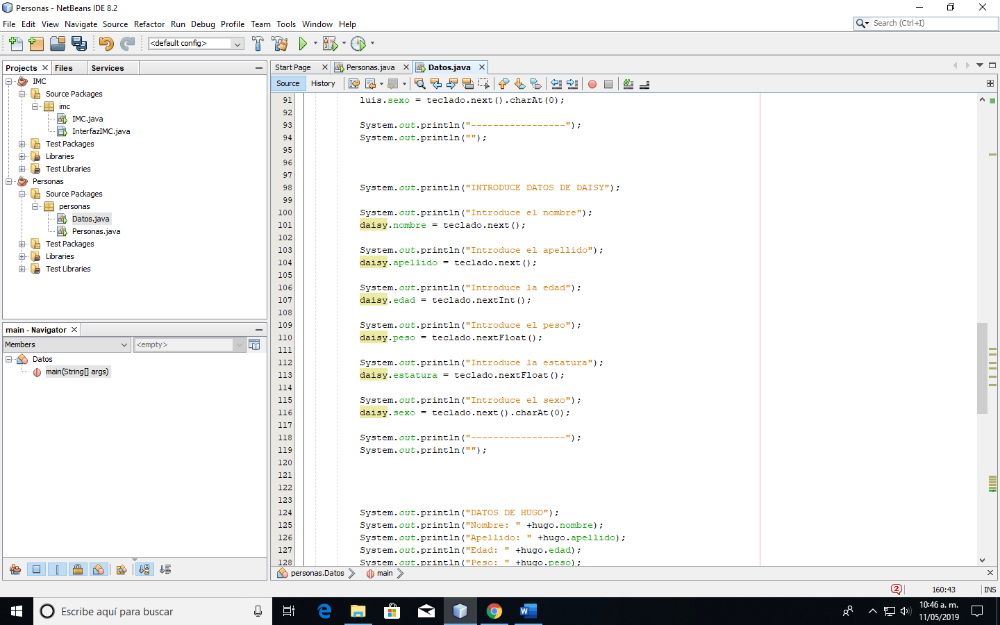 Personas - NetBeans IDE 8.2
File Edit View Navigate Source Refactor Run Debug Profile Team Tools Window Help
Search (Ctrl+I)
<default config>
Projects
Files
Services
IMC
Source Packages
imc
IMC.java
InterfazIMC.java
Test Packages
Libraries
Test Libraries
Personas
Source Packages
personas
Datos.java
Personas.java
Test Packages
Libraries
Test Libraries
main - Navigator
Members
<empty>
Datos
main(String[] args)
Start Page
Personas.java
Datos.java
Source
History
91 luis.sexo = teclado.next().charAt(0);
92
93 System.out.println("-----------------");
94 System.out.println("");
95
96
97
98 System.out.println("INTRODUCE DATOS DE DAISY");
99
100 System.out.println("Introduce el nombre");
101 daisy.nombre = teclado.next();
102
103 System.out.println("Introduce el apellido");
104 daisy.apellido = teclado.next();
105
106 System.out.println("Introduce la edad");
107 daisy.edad = teclado.nextInt();
108
109 System.out.println("Introduce el peso");
110 daisy.peso = teclado.nextFloat();
111
112 System.out.println("Introduce la estatura");
113 daisy.estatura = teclado.nextFloat();
114
115 System.out.println("Introduce el sexo");
116 daisy.sexo = teclado.next().charAt(0);
117
118 System.out.println("-----------------");
119 System.out.println("");
120
121
122
123
124 System.out.println("DATOS DE HUGO");
125 System.out.println("Nombre: " +hugo.nombre);
126 System.out.println("Apellido: " +hugo.apellido);
127 System.out.println("Edad: " +hugo.edad);
128 System.out.println("Peso: " +hugo.peso);
personas.Datos
main
2
160:43
INS
Escribe aquí para buscar
10:46 a. m.
11/05/2019